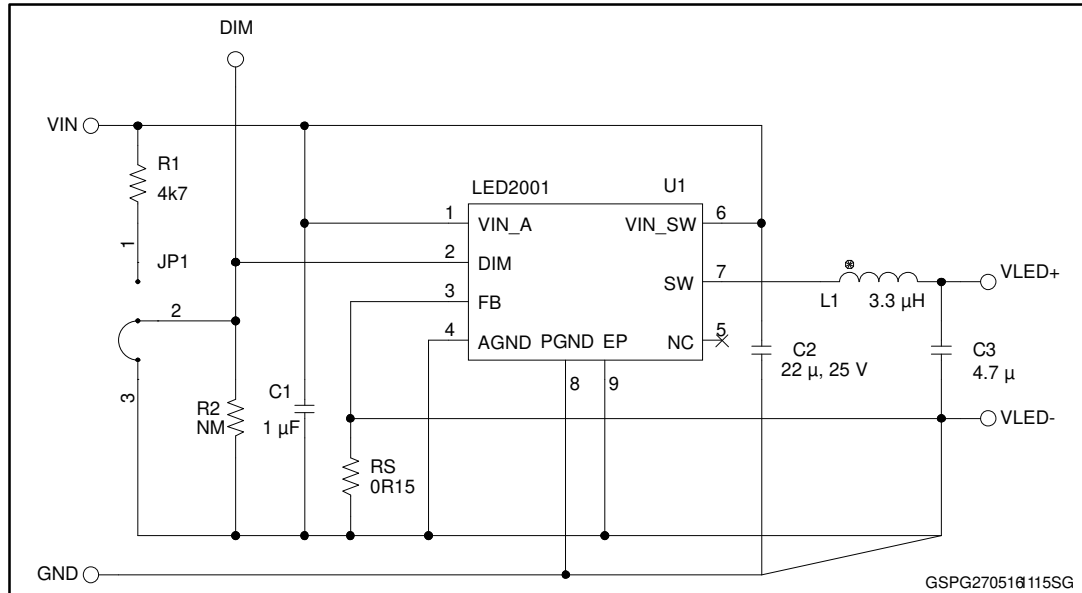 DIM
VIN
R1
4k7
1
JP1
2
3
R2
NM
C1
1 µF
RS
0R15
LED2001
U1
1
VIN_A
2
DIM
3
FB
4
AGND
PGND
EP
8
9
6
VIN_SW
7
SW
5
NC
L1
3.3 µH
C2
22 µ, 25 V
C3
4.7 µ
VLED+
VLED-
GND